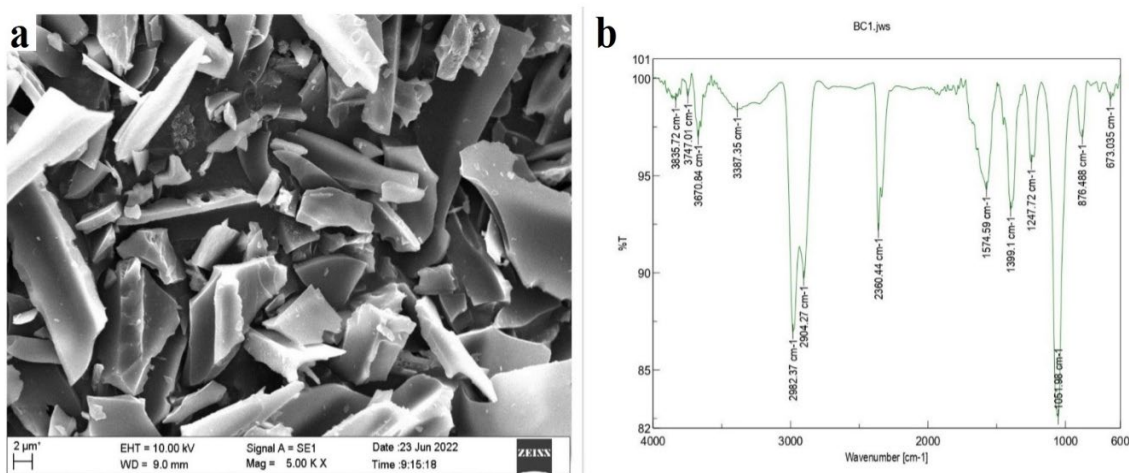 a
2 µm*
EHT = 10.00 kV
Signal A = SE1
Date :23 Jun 2022
WD = 9.0 mm
Mag = 5.00 K X
Time :9:15:18
ZEISS
b
BC1.jws
101
100
95
90
85
82
%T
3835.72 cm-1
3747.01 cm-1
3670.84 cm-1
3387.35 cm-1
2982.37 cm-1
2904.27 cm-1
2360.44 cm-1
1574.59 cm-1
1399.1 cm-1
1247.72 cm-1
1051.98 cm-1
876.488 cm-1
673.035 cm-1
4000
3000
2000
1000
600
Wavenumber [cm-1]